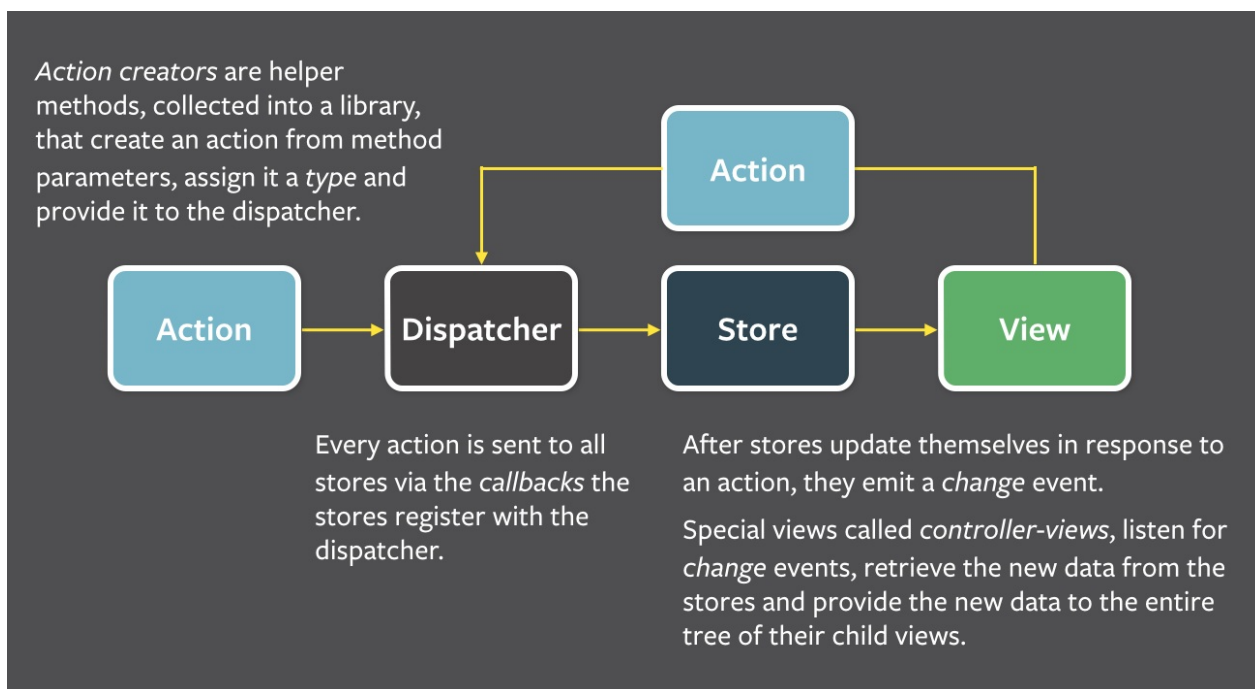 Action creators are helper
methods, collected into a library,
that create an action from method
parameters, assign it a type and
provide it to the dispatcher.
Action
Action
Dispatcher
Store
View
Every action is sent to all
stores via the callbacks the
stores register with the
dispatcher.
After stores update themselves in response to
an action, they emit a change event.
Special views called controller-views, listen for
change events, retrieve the new data from the
stores and provide the new data to the entire
tree of their child views.